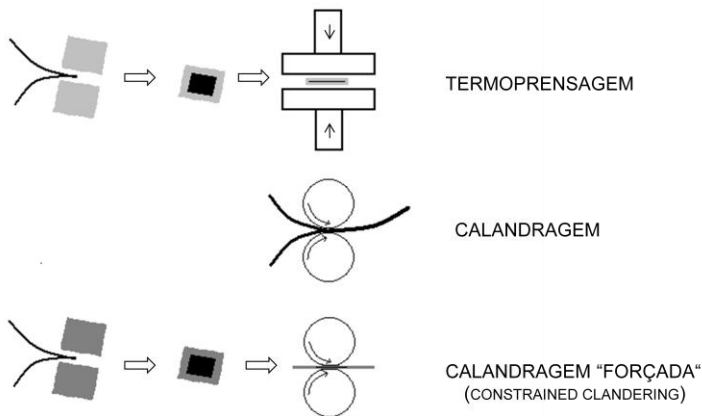 TERMOPRENSAGEM
CALANDRAGEM
CALANDRAGEM “FORÇADA“
(CONSTRAINED CLANDERING)